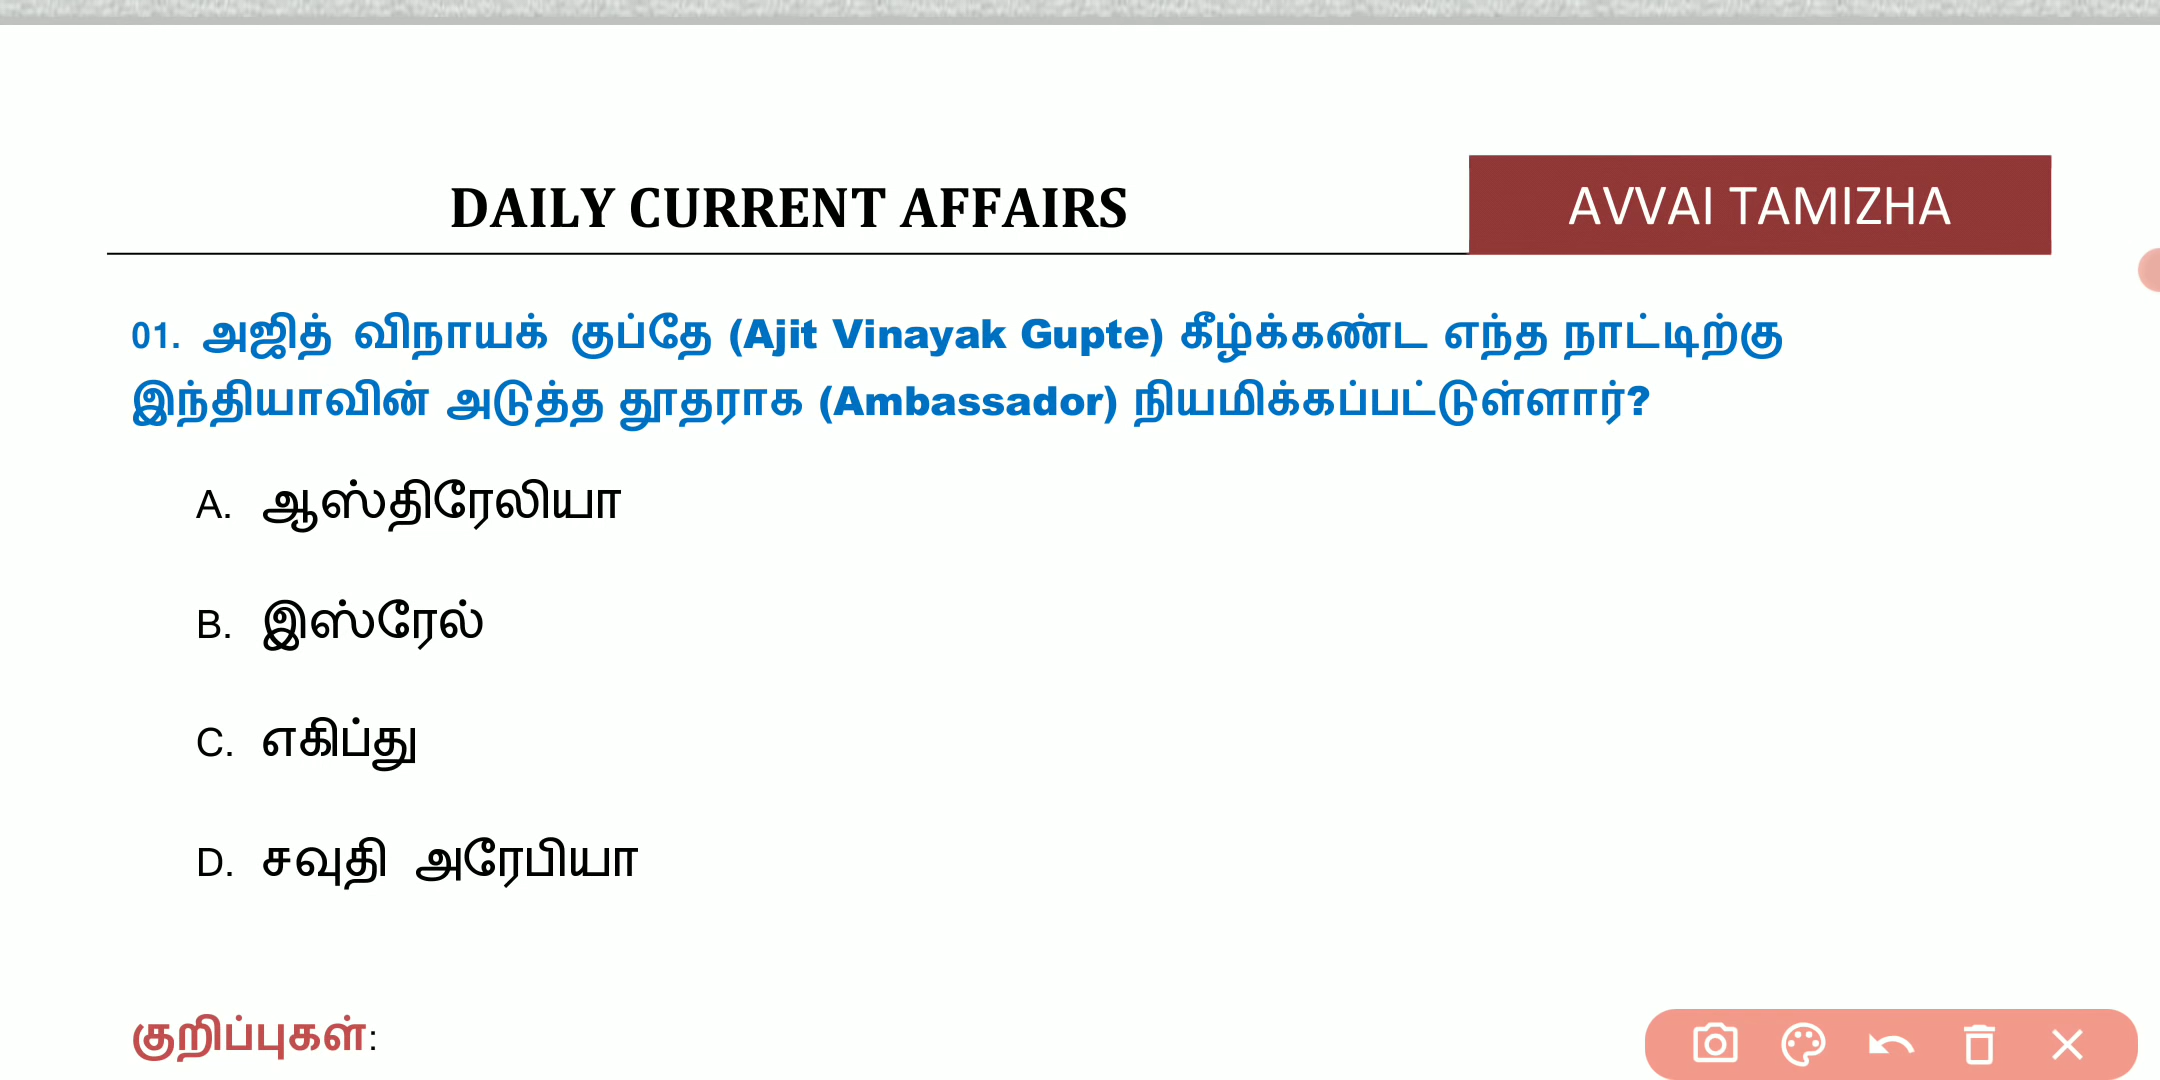 DAILY CURRENT AFFAIRS
AVVAI TAMIZHA
01. அஜித் விநாயக் குப்தே (Ajit Vinayak Gupte) கீழ்க்கண்ட எந்த நாட்டிற்கு
இந்தியாவின் அடுத்த தூதராக (Ambassador) நியமிக்கப்பட்டுள்ளார்?
A. ஆஸ்திரேலியா
B. இஸ்ரேல்
C. எகிப்து
D. சவுதி அரேபியா
குறிப்புகள்: